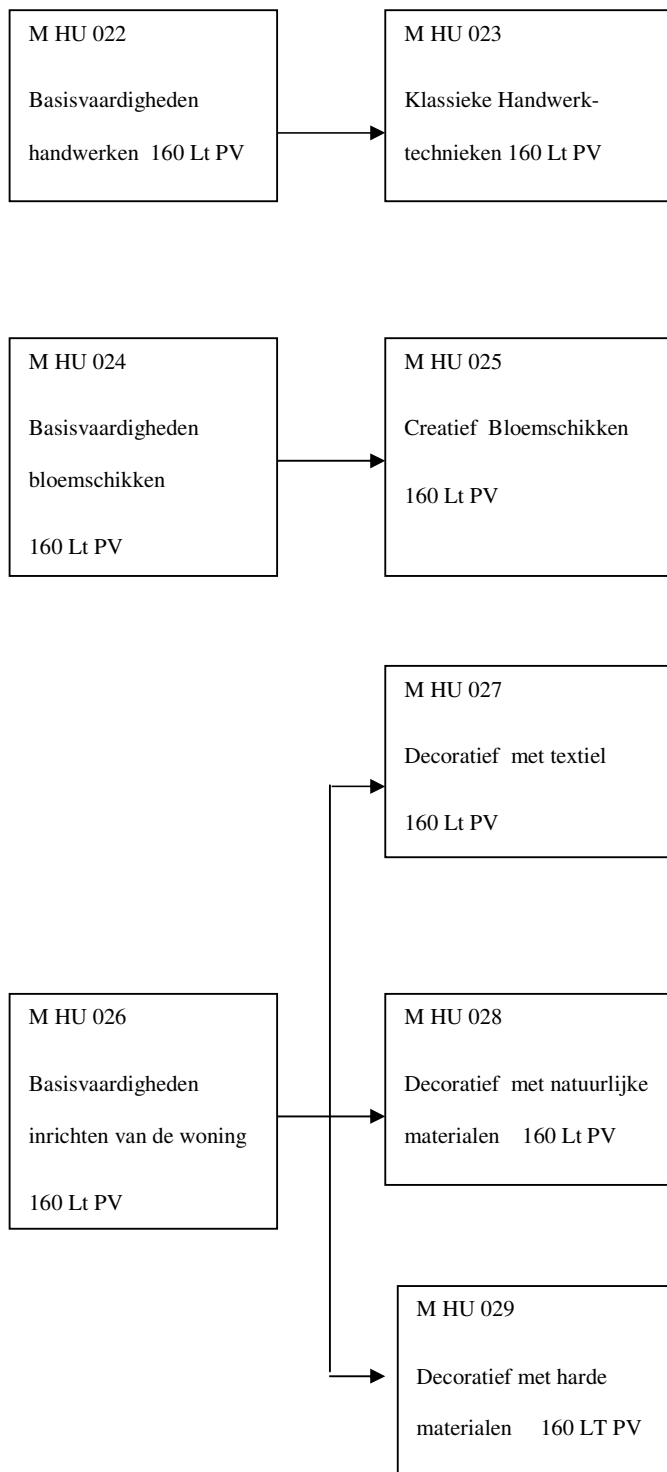 M HU 022
Basisvaardigheden
handwerken 160 Lt PV
M HU 023
Klassieke Handwerk-
technieken 160 Lt PV
M HU 024
Basisvaardigheden
bloemschikken
160 Lt PV
M HU 025
Creatief Bloemschikken
160 Lt PV
M HU 027
Decoratief met textiel
160 Lt PV
M HU 026
Basisvaardigheden
inrichten van de woning
160 Lt PV
M HU 028
Decoratief met natuurlijke
materialen 160 Lt PV
M HU 029
Decoratief met harde
materialen 160 LT PV